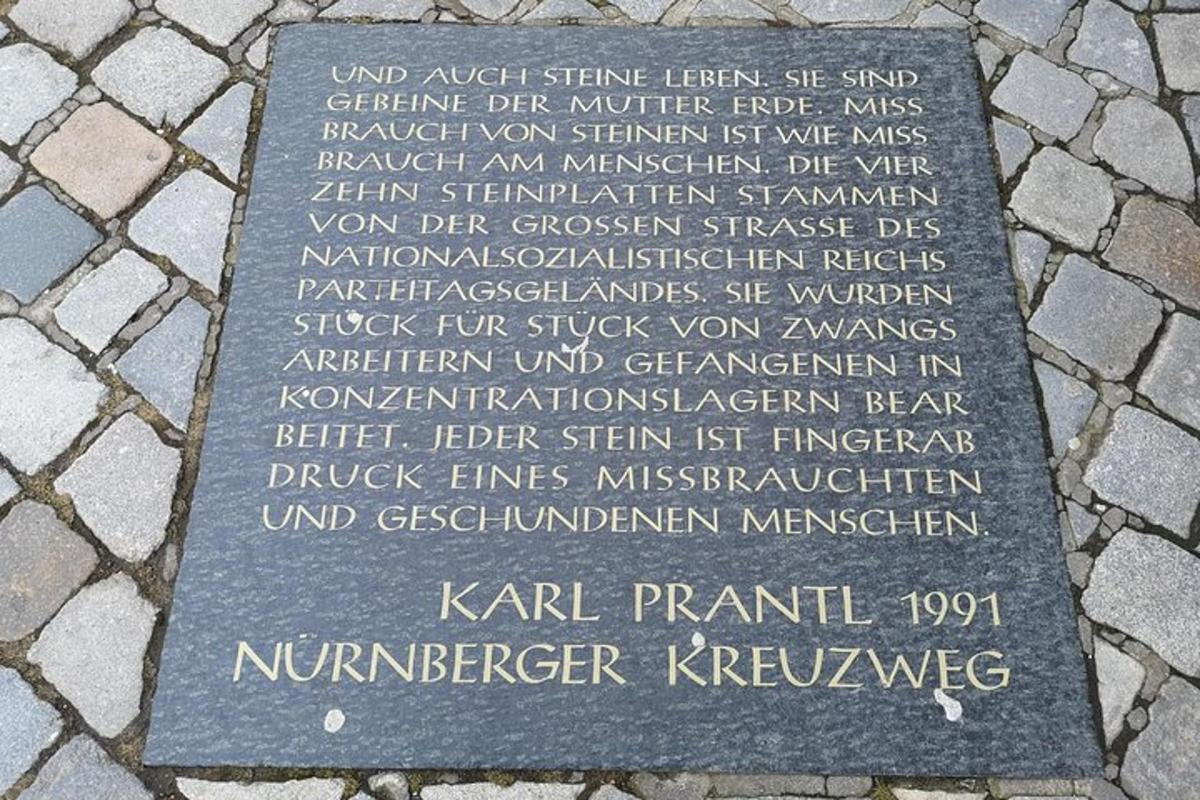 UND AUCH STEINE LEBEN. SIE SIND
GEBEINE DER MUTTER ERDE. MISS
BRAUCH VON STEINEN IST WIE MISS
BRAUCH AM MENSCHEN. DIE VIER
ZEHN STEINPLATTEN STAMMEN
VON DER GROSSEN STRASSE DES
NATIONALSOZIALISTISCHEN REICHS
PARTEITAGSGELÄNDES. SIE WURDEN
STÜCK FÜR STÜCK VON ZWANGS
ARBEITERN UND GEFANGENEN IN
KONZENTRATIONSLAGERN BEAR
BEITET. JEDER STEIN IST FINGERAB
DRUCK EINES MISSBRAUCHTEN
UND GESCHUNDENEN MENSCHEN.
KARL PRANTL 1991
NÜRNBERGER KREUZWEG